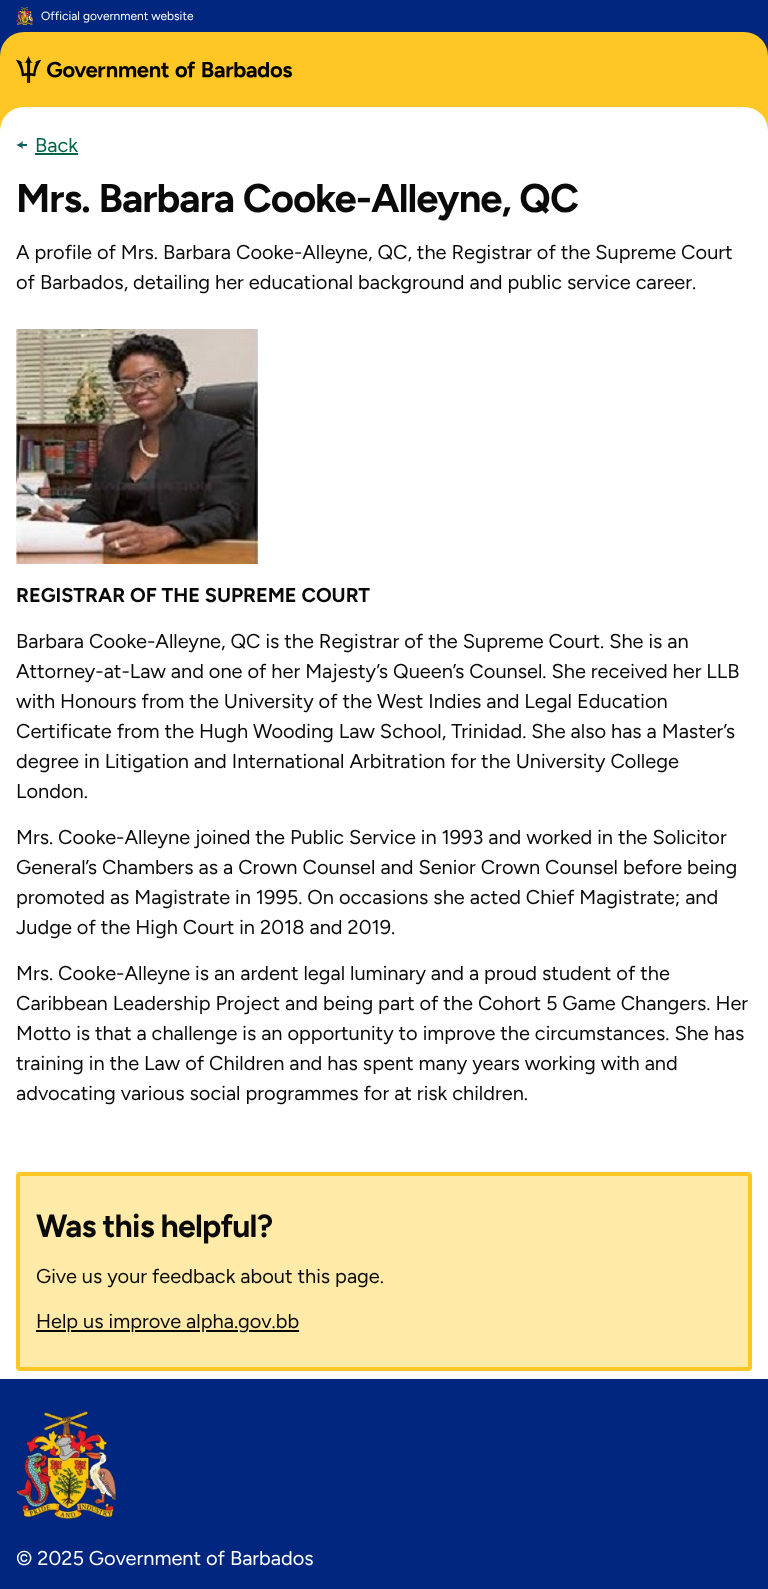 Official government website
Government of Barbados
Back
Mrs. Barbara Cooke-Alleyne, QC
A profile of Mrs. Barbara Cooke-Alleyne, QC, the Registrar of the Supreme Court
of Barbados, detailing her educational background and public service career.
REGISTRAR OF THE SUPREME COURT
Barbara Cooke-Alleyne, QC is the Registrar of the Supreme Court. She is an
Attorney-at-Law and one of her Majesty’s Queen’s Counsel. She received her LLB
with Honours from the University of the West Indies and Legal Education
Certificate from the Hugh Wooding Law School, Trinidad. She also has a Master’s
degree in Litigation and International Arbitration for the University College
London.
Mrs. Cooke-Alleyne joined the Public Service in 1993 and worked in the Solicitor
General’s Chambers as a Crown Counsel and Senior Crown Counsel before being
promoted as Magistrate in 1995. On occasions she acted Chief Magistrate; and
Judge of the High Court in 2018 and 2019.
Mrs. Cooke-Alleyne is an ardent legal luminary and a proud student of the
Caribbean Leadership Project and being part of the Cohort 5 Game Changers. Her
Motto is that a challenge is an opportunity to improve the circumstances. She has
training in the Law of Children and has spent many years working with and
advocating various social programmes for at risk children.
Was this helpful?
Give us your feedback about this page.
Help us improve alpha.gov.bb
PRIDE AND INDUSTRY
© 2025 Government of Barbados